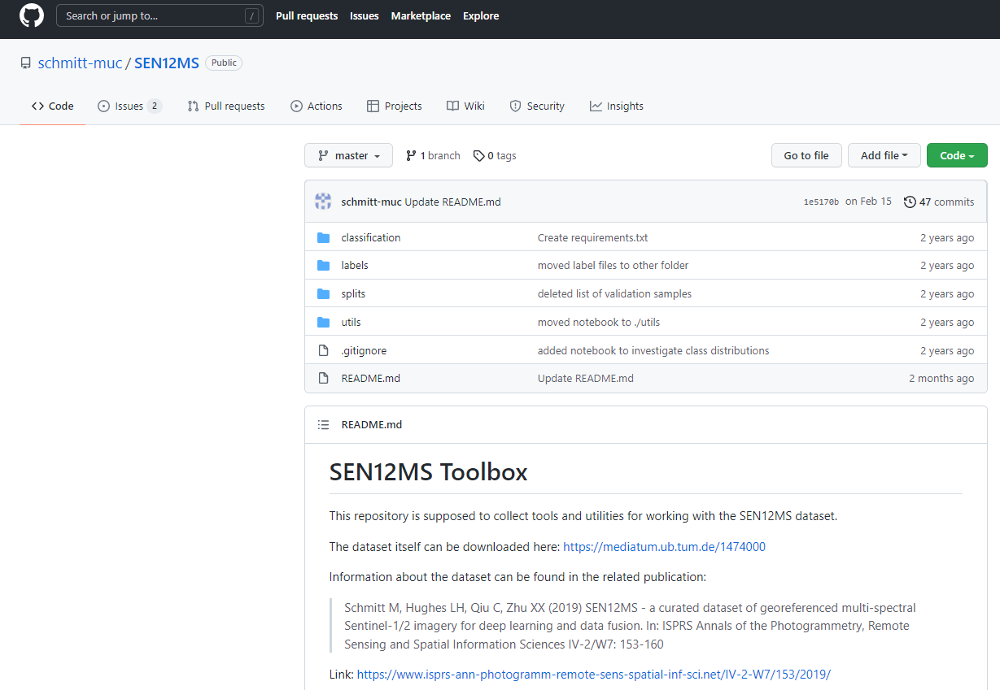 Search or jump to... /
Pull requests Issues Marketplace Explore
schmitt-muc / SEN12MS Public
Code Issues 2 Pull requests Actions Projects Wiki Security Insights
master 1 branch 0 tags Go to file Add file Code
schmitt-muc Update README.md 1e5170b on Feb 15 47 commits
classification Create requirements.txt 2 years ago
labels moved label files to other folder 2 years ago
splits deleted list of validation samples 2 years ago
utils moved notebook to ./utils 2 years ago
.gitignore added notebook to investigate class distributions 2 years ago
README.md Update README.md 2 months ago
README.md
SEN12MS Toolbox
This repository is supposed to collect tools and utilities for working with the SEN12MS dataset.
The dataset itself can be downloaded here: https://mediatum.ub.tum.de/1474000
Information about the dataset can be found in the related publication:
Schmitt M, Hughes LH, Qiu C, Zhu XX (2019) SEN12MS - a curated dataset of georeferenced multi-spectral
Sentinel-1/2 imagery for deep learning and data fusion. In: ISPRS Annals of the Photogrammetry, Remote
Sensing and Spatial Information Sciences IV-2/W7: 153-160
Link: https://www.isprs-ann-photogramm-remote-sens-spatial-inf-sci.net/IV-2-W7/153/2019/